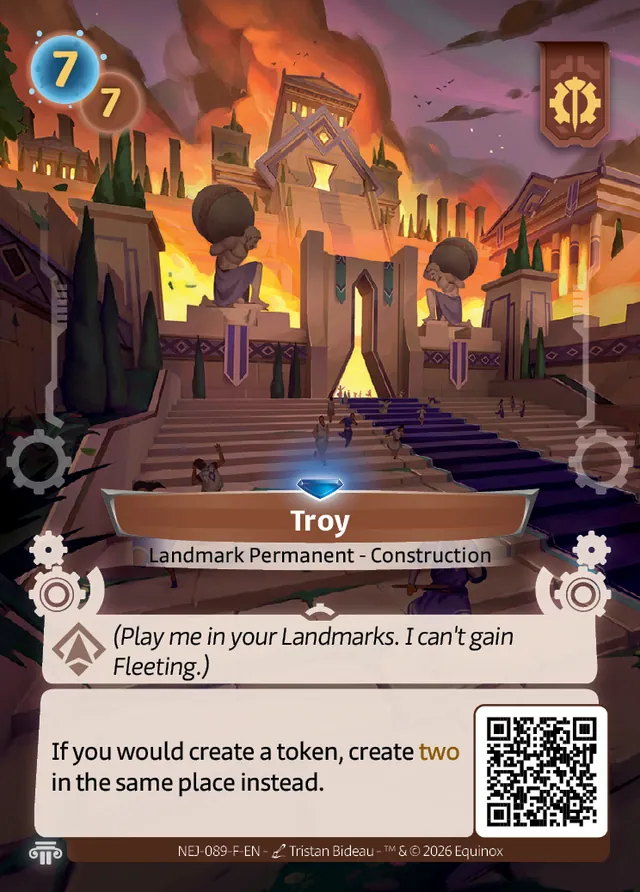 7
7
Troy
Landmark Permanent - Construction
(Play me in your Landmarks. I can't gain
Fleeting.)
If you would create a token, create two
in the same place instead.
NEJ-089-F-EN - Tristan Bideau - ™ & © 2026 Equinox